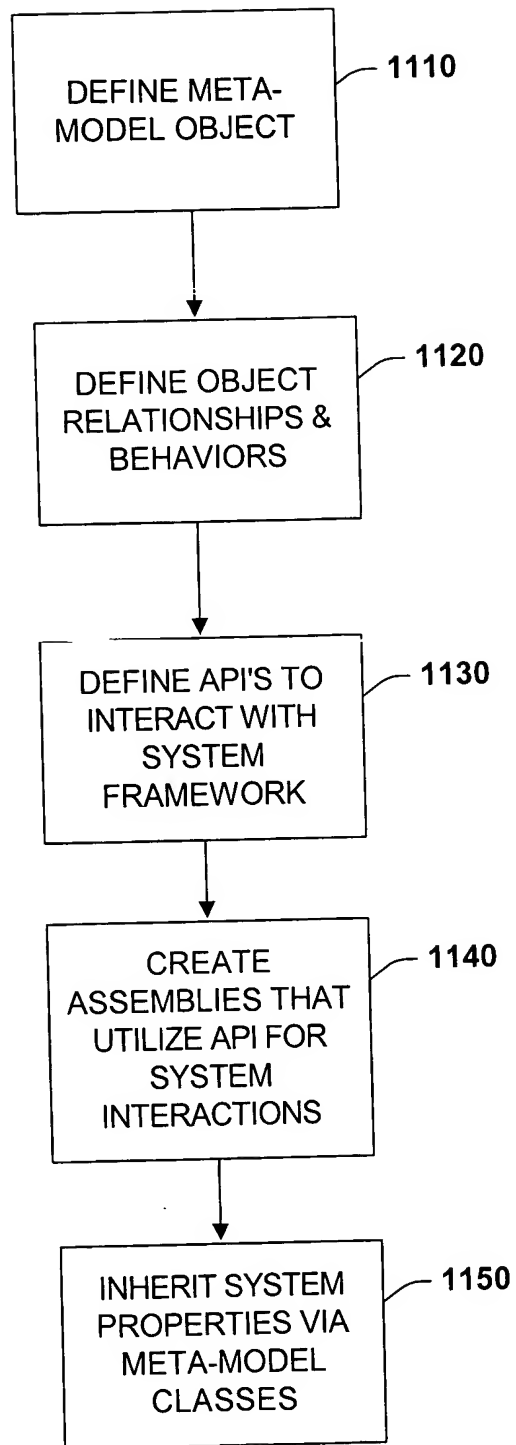 DEFINE META-
MODEL OBJECT
1110
DEFINE OBJECT
RELATIONSHIPS &
BEHAVIORS
1120
DEFINE API'S TO
INTERACT WITH
SYSTEM
FRAMEWORK
1130
CREATE
ASSEMBLIES THAT
UTILIZE API FOR
SYSTEM
INTERACTIONS
1140
INHERIT SYSTEM
PROPERTIES VIA
META-MODEL
CLASSES
1150